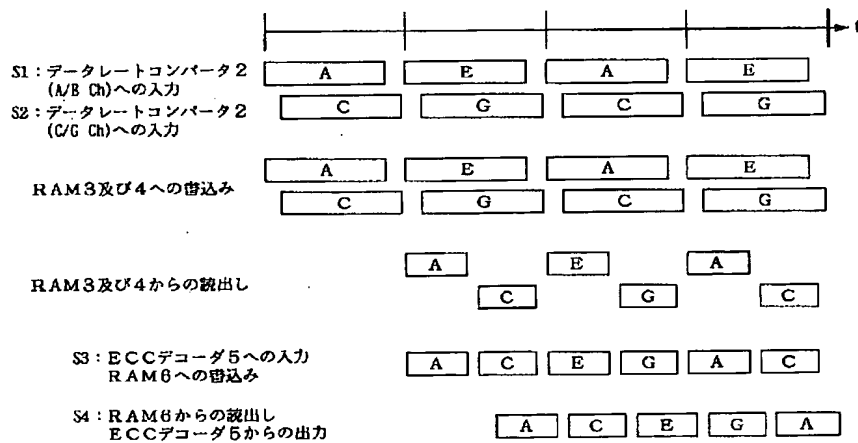 t
S1：データレートコンバータ2
(A/B Ch)への入力
A E A E
S2：データレートコンバータ2
(C/G Ch)への入力
C G C G
RAM3及び4への書込み
A E A E
C G C G
RAM3及び4からの読出し
A E A
C G C
S3：ECCデコーダ5への入力
RAM6への書込み
A C E G A C
S4：RAM6からの読出し
ECCデコーダ5からの出力
A C E G A